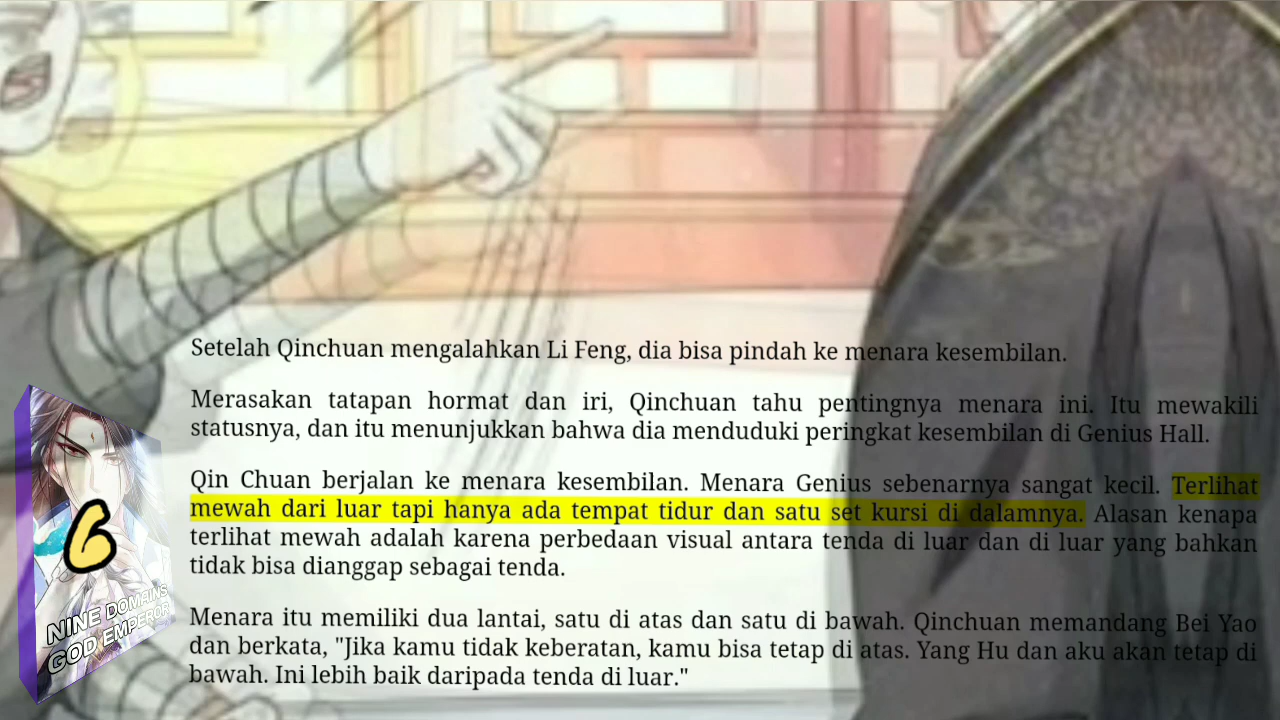 Setelah Qinchuan mengalahkan Li Feng, dia bisa pindah ke menara kesembilan.
Merasakan tatapan hormat dan iri, Qinchuan tahu pentingnya menara ini. Itu mewakili
statusnya, dan itu menunjukkan bahwa dia menduduki peringkat kesembilan di Genius Hall.
Qin Chuan berjalan ke menara kesembilan. Menara Genius sebenarnya sangat kecil. Terlihat
mewah dari luar tapi hanya ada tempat tidur dan satu set kursi di dalamnya. Alasan kenapa
terlihat mewah adalah karena perbedaan visual antara tenda di luar dan di luar yang bahkan
tidak bisa dianggap sebagai tenda.
Menara itu memiliki dua lantai, satu di atas dan satu di bawah. Qinchuan memandang Bei Yao
dan berkata, "Jika kamu tidak keberatan, kamu bisa tetap di atas. Yang Hu dan aku akan tetap di
bawah. Ini lebih baik daripada tenda di luar."
6
NINE DOMAINS
GOD EMPEROR